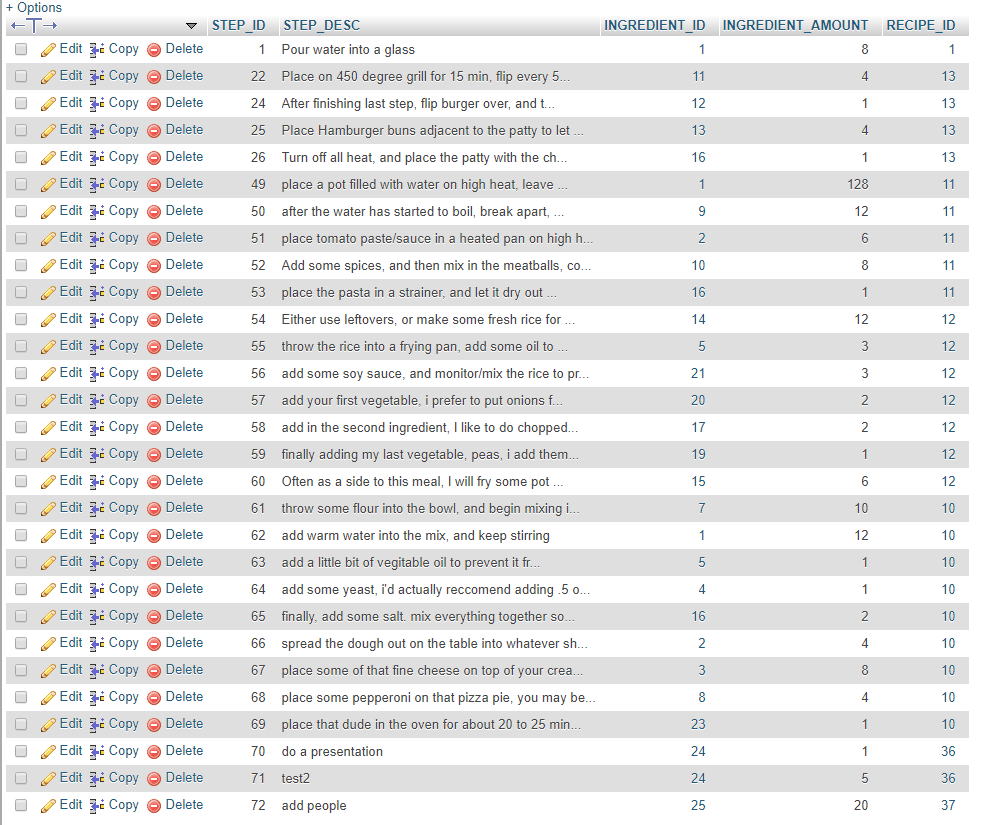 + Options
←T→ STEP_ID STEP_DESC INGREDIENT_ID INGREDIENT_AMOUNT RECIPE_ID
Edit Copy Delete 1 Pour water into a glass 1 8 1
Edit Copy Delete 22 Place on 450 degree grill for 15 min, flip every 5... 11 4 13
Edit Copy Delete 24 After finishing last step, flip burger over, and t... 12 1 13
Edit Copy Delete 25 Place Hamburger buns adjacent to the patty to let ... 13 4 13
Edit Copy Delete 26 Turn off all heat, and place the patty with the ch... 16 1 13
Edit Copy Delete 49 place a pot filled with water on high heat, leave ... 1 128 11
Edit Copy Delete 50 after the water has started to boil, break apart, ... 9 12 11
Edit Copy Delete 51 place tomato paste/sauce in a heated pan on high h... 2 6 11
Edit Copy Delete 52 Add some spices, and then mix in the meatballs, co... 10 8 11
Edit Copy Delete 53 place the pasta in a strainer, and let it dry out ... 16 1 11
Edit Copy Delete 54 Either use leftovers, or make some fresh rice for ... 14 12 12
Edit Copy Delete 55 throw the rice into a frying pan, add some oil to ... 5 3 12
Edit Copy Delete 56 add some soy sauce, and monitor/mix the rice to pr... 21 3 12
Edit Copy Delete 57 add your first vegetable, i prefer to put onions f... 20 2 12
Edit Copy Delete 58 add in the second ingredient, I like to do chopped... 17 2 12
Edit Copy Delete 59 finally adding my last vegetable, peas, i add them... 19 1 12
Edit Copy Delete 60 Often as a side to this meal, I will fry some pot ... 15 6 12
Edit Copy Delete 61 throw some flour into the bowl, and begin mixing i... 7 10 10
Edit Copy Delete 62 add warm water into the mix, and keep stirring 1 12 10
Edit Copy Delete 63 add a little bit of vegitable oil to prevent it fr... 5 1 10
Edit Copy Delete 64 add some yeast, i'd actually reccomend adding .5 o... 4 1 10
Edit Copy Delete 65 finally, add some salt. mix everything together so... 16 2 10
Edit Copy Delete 66 spread the dough out on the table into whatever sh... 2 4 10
Edit Copy Delete 67 place some of that fine cheese on top of your crea... 3 8 10
Edit Copy Delete 68 place some pepperoni on that pizza pie, you may be... 8 4 10
Edit Copy Delete 69 place that dude in the oven for about 20 to 25 min... 23 1 10
Edit Copy Delete 70 do a presentation 24 1 36
Edit Copy Delete 71 test2 24 5 36
Edit Copy Delete 72 add people 25 20 37